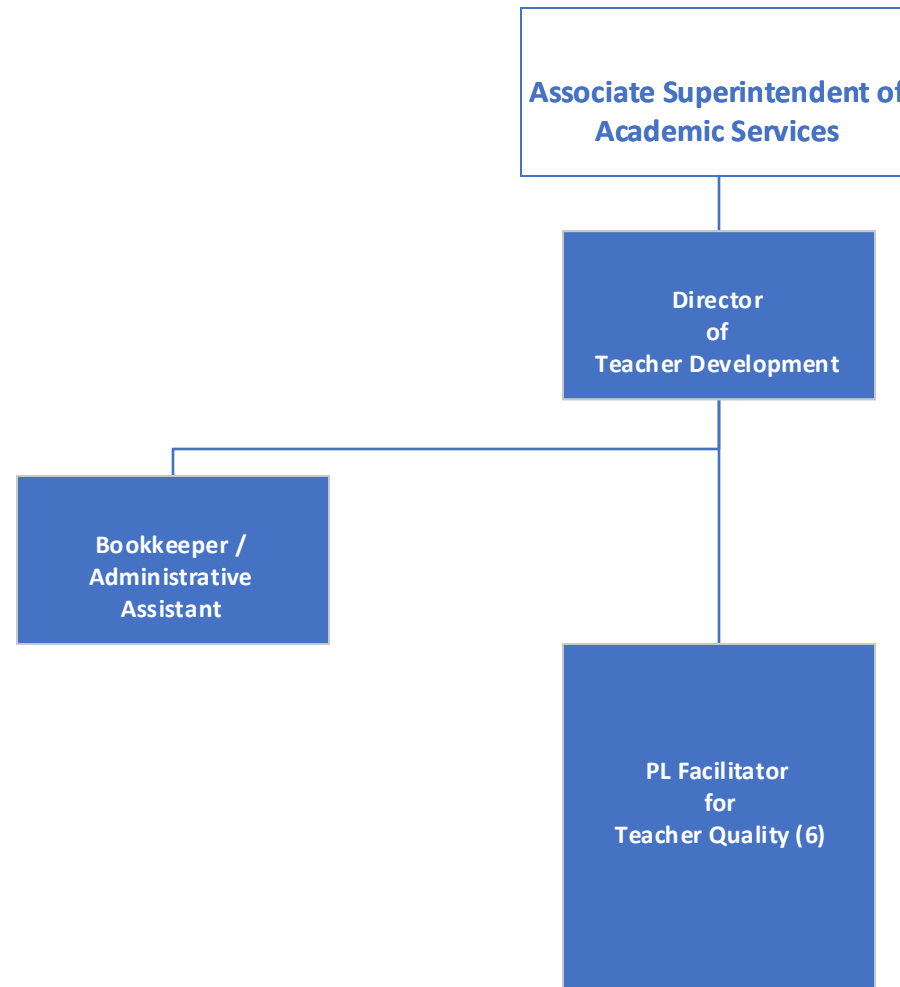 Associate Superintendent of
Academic Services
Director
of
Teacher Development
Bookkeeper /
Administrative
Assistant
PL Facilitator
for
Teacher Quality (6)